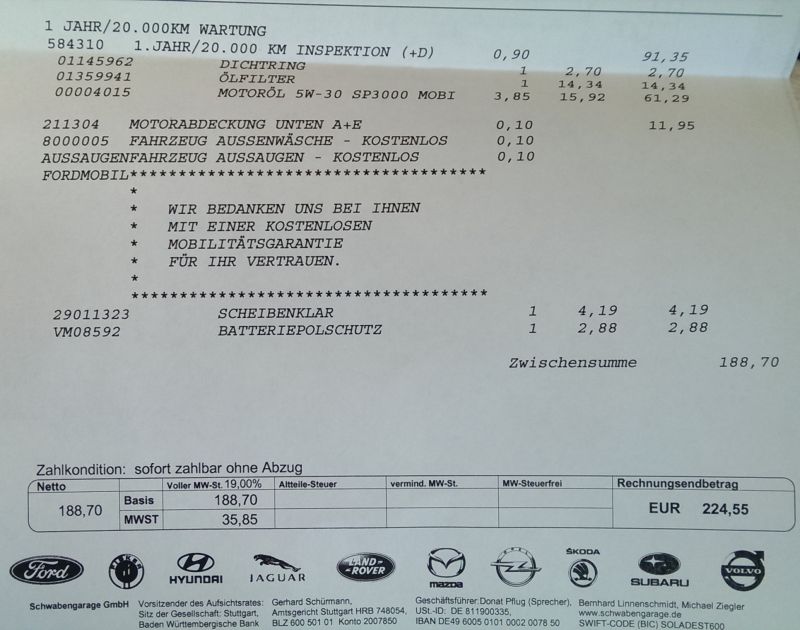 1 JAHR/20.000KM WARTUNG
584310 1.JAHR/20.000 KM INSPEKTION (+D) 0,90 91,35
01145962 DICHTRING 1 2,70 2,70
01359941 ÖLFILTER 1 14,34 14,34
00004015 MOTORÖL 5W-30 SP3000 MOBI 3,85 15,92 61,29
211304 MOTORABDECKUNG UNTEN A+E 0,10 11,95
8000005 FAHRZEUG AUSSENWÄSCHE - KOSTENLOS 0,10
AUSSAUGENFAHRZEUG AUSSAUGEN - KOSTENLOS 0,10
FORDMOBIL***************************************
*
* WIR BEDANKEN UNS BEI IHNEN
* MIT EINER KOSTENLOSEN
* MOBILITÄTSGARANTIE
* FÜR IHR VERTRAUEN.
*
***************************************
29011323 SCHEIBENKLAR 1 4,19 4,19
VM08592 BATTERIEPOLSCHUTZ 1 2,88 2,88
Zwischensumme 188,70
Zahlkondition: sofort zahlbar ohne Abzug
Netto Voller MW-St. 19,00% Altteile-Steuer vermind. MW-St. MW-Steuerfrei Rechnungsendbetrag
188,70 Basis 188,70 EUR 224,55
MWST 35,85
Ford HYUNDAI JAGUAR LAND-ROVER mazda OPEL ŠKODA SUBARU VOLVO
Schwabengarage GmbH
Vorsitzender des Aufsichtsrates: Gerhard Schürmann,
Sitz der Gesellschaft: Stuttgart, Amtsgericht Stuttgart HRB 748054,
Baden Württembergische Bank BLZ 600 501 01 Konto 2007850
Geschäftsführer:Donat Pflug (Sprecher), Bernhard Linnenschmidt, Michael Ziegler
USt.-ID: DE 811900335, www.schwabengarage.de
IBAN DE49 6005 0101 0002 0078 50 SWIFT-CODE (BIC) SOLADEST600